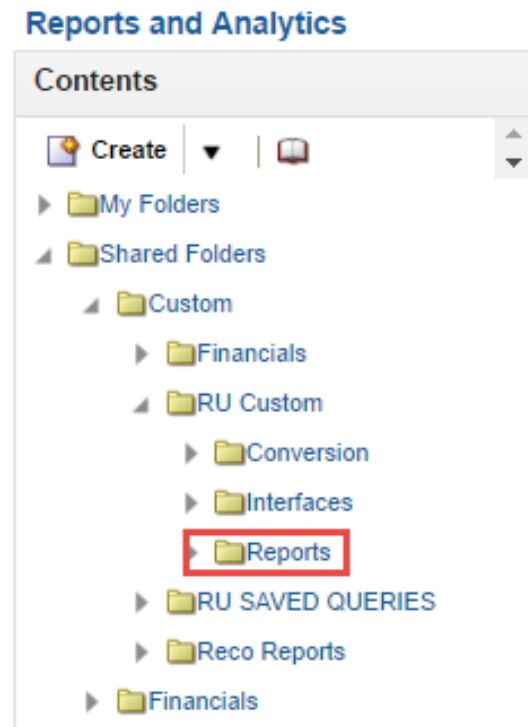 Reports and Analytics
Contents
Create
My Folders
Shared Folders
Custom
Financials
RU Custom
Conversion
Interfaces
Reports
RU SAVED QUERIES
Reco Reports
Financials